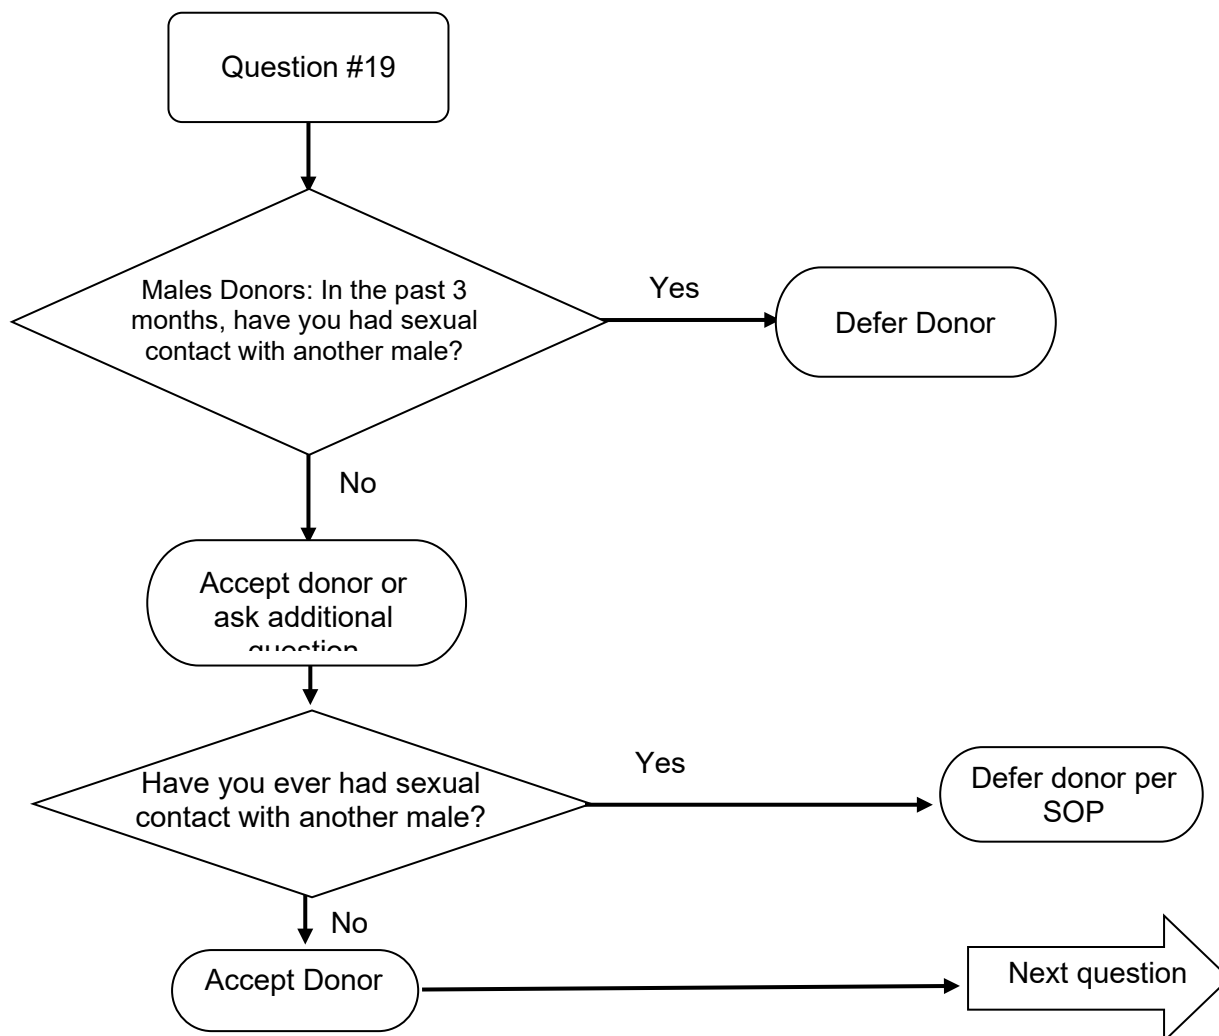 Question #19
Males Donors: In the past 3
months, have you had sexual
contact with another male?
Yes
Defer Donor
No
Accept donor or
ask additional
question
Have you ever had sexual
contact with another male?
Yes
Defer donor per
SOP
No
Accept Donor
Next question